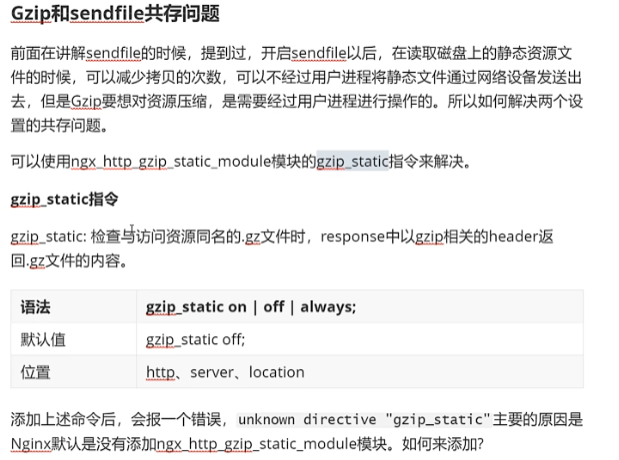 Gzip和sendfile共存问题
前面在讲解sendfile的时候，提到过，开启sendfile以后，在读取磁盘上的静态资源文
件的时候，可以减少拷贝的次数，可以不经过用户进程将静态文件通过网络设备发送出
去，但是Gzip要想对资源压缩，是需要经过用户进程进行操作的。所以如何解决两个设
置的共存问题。
可以使用ngx_http_gzip_static_module模块的gzip_static指令来解决。
gzip_static指令
gzip_static: 检查与访问资源同名的.gz文件时，response中以gzip相关的header返
回.gz文件的内容。
语法 gzip_static on | off | always;
默认值 gzip_static off;
位置 http、server、location
添加上述命令后，会报一个错误，unknown directive "gzip_static"主要的原因是
Nginx默认是没有添加ngx_http_gzip_static_module模块。如何来添加?